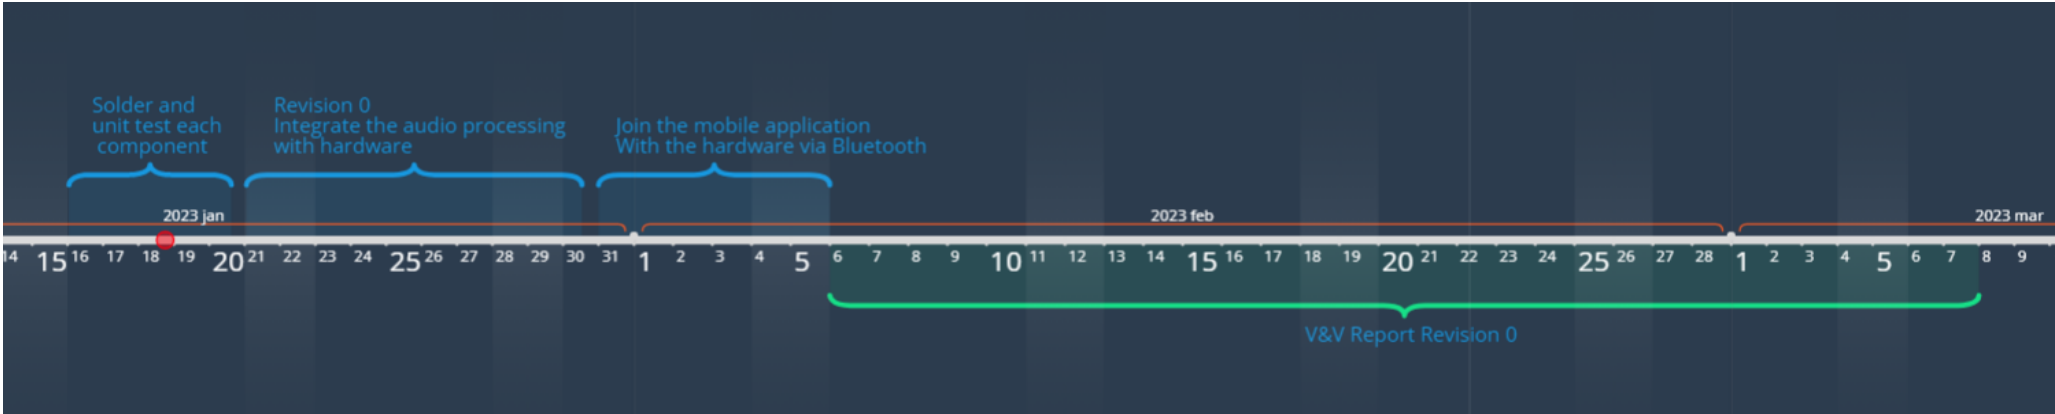 Solder and
unit test each
component
Revision 0
Integrate the audio processing
with hardware
Join the mobile application
With the hardware via Bluetooth
2023 jan
2023 feb
2023 mar
14 15 16 17 18 19 20 21 22 23 24 25 26 27 28 29 30 31 1 2 3 4 5 6 7 8 9 10 11 12 13 14 15 16 17 18 19 20 21 22 23 24 25 26 27 28 1 2 3 4 5 6 7 8 9
V&V Report Revision 0